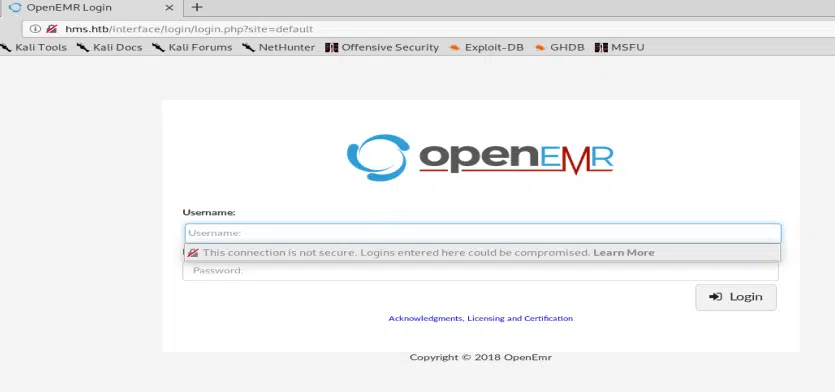 OpenEMR Login
hms.htb/interface/login/login.php?site=default
Kali Tools Kali Docs Kali Forums NetHunter Offensive Security Exploit-DB GHDB MSFU
openEMR
Username:
Username:
This connection is not secure. Logins entered here could be compromised. Learn More
Password:
Login
Acknowledgments, Licensing and Certification
Copyright © 2018 OpenEmr